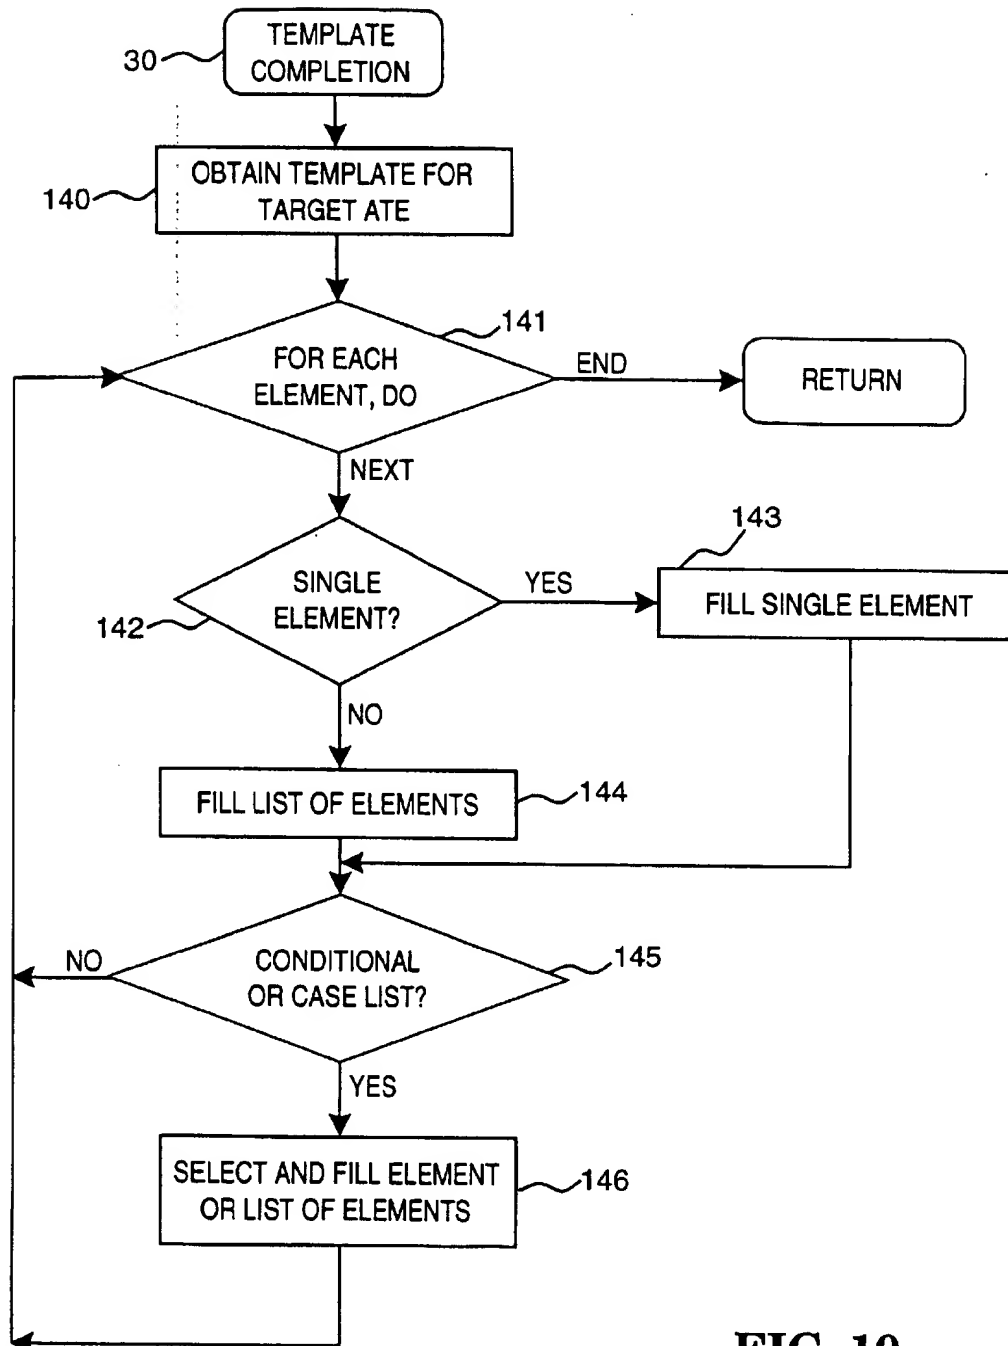 TEMPLATE
COMPLETION
30
OBTAIN TEMPLATE FOR
TARGET ATE
140
141
FOR EACH
ELEMENT, DO
END
RETURN
NEXT
143
SINGLE
ELEMENT?
YES
FILL SINGLE ELEMENT
142
NO
FILL LIST OF ELEMENTS
144
NO
CONDITIONAL
OR CASE LIST?
145
YES
SELECT AND FILL ELEMENT
OR LIST OF ELEMENTS
146